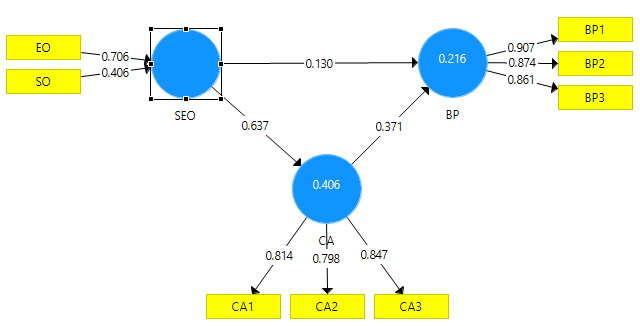 EO
SO
0.706
0.406
SEO
0.130
0.637
0.216
BP
0.371
0.907
0.874
0.861
BP1
BP2
BP3
0.406
CA
0.814
0.798
0.847
CA1
CA2
CA3